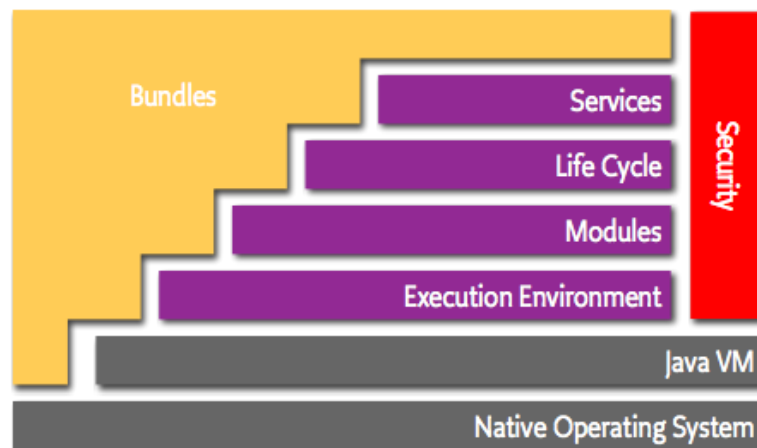 Bundles
Services
Life Cycle
Modules
Execution Environment
Security
Java VM
Native Operating System